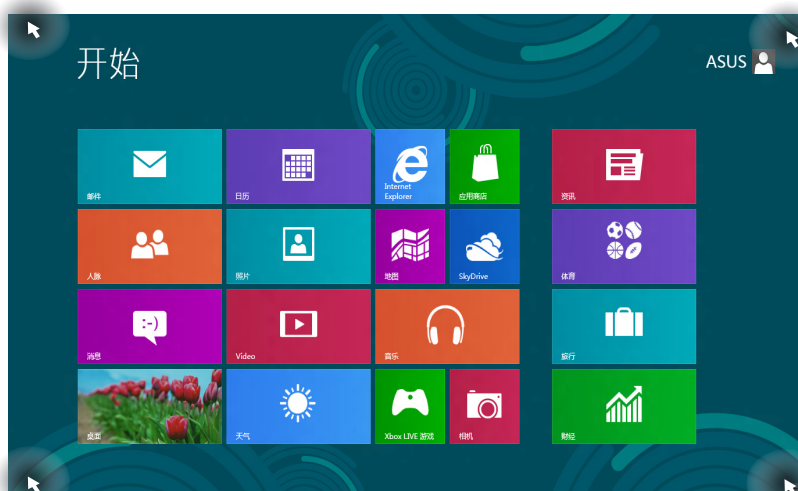 开始
ASUS
邮件
日历
Internet
Explorer
应用商店
资讯
人脉
照片
地图
SkyDrive
体育
消息
:-)
Video
音乐
旅行
桌面
天气
Xbox LIVE 游戏
相机
财经